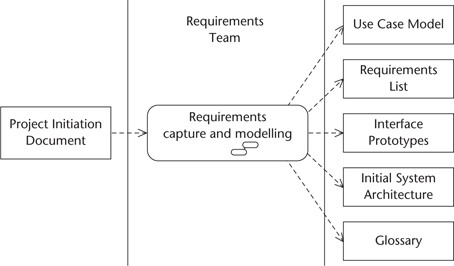 Requirements
Team
Use Case Model
Requirements
List
Project Initiation
Document
Requirements
capture and modelling
Interface
Prototypes
Initial System
Architecture
Glossary